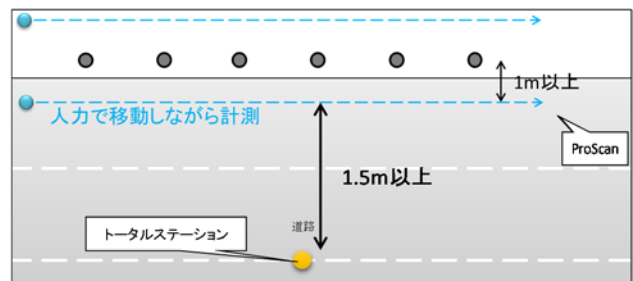 1m以上
人力で移動しながら計測
ProScan
1.5m以上
道路
トータルステーション